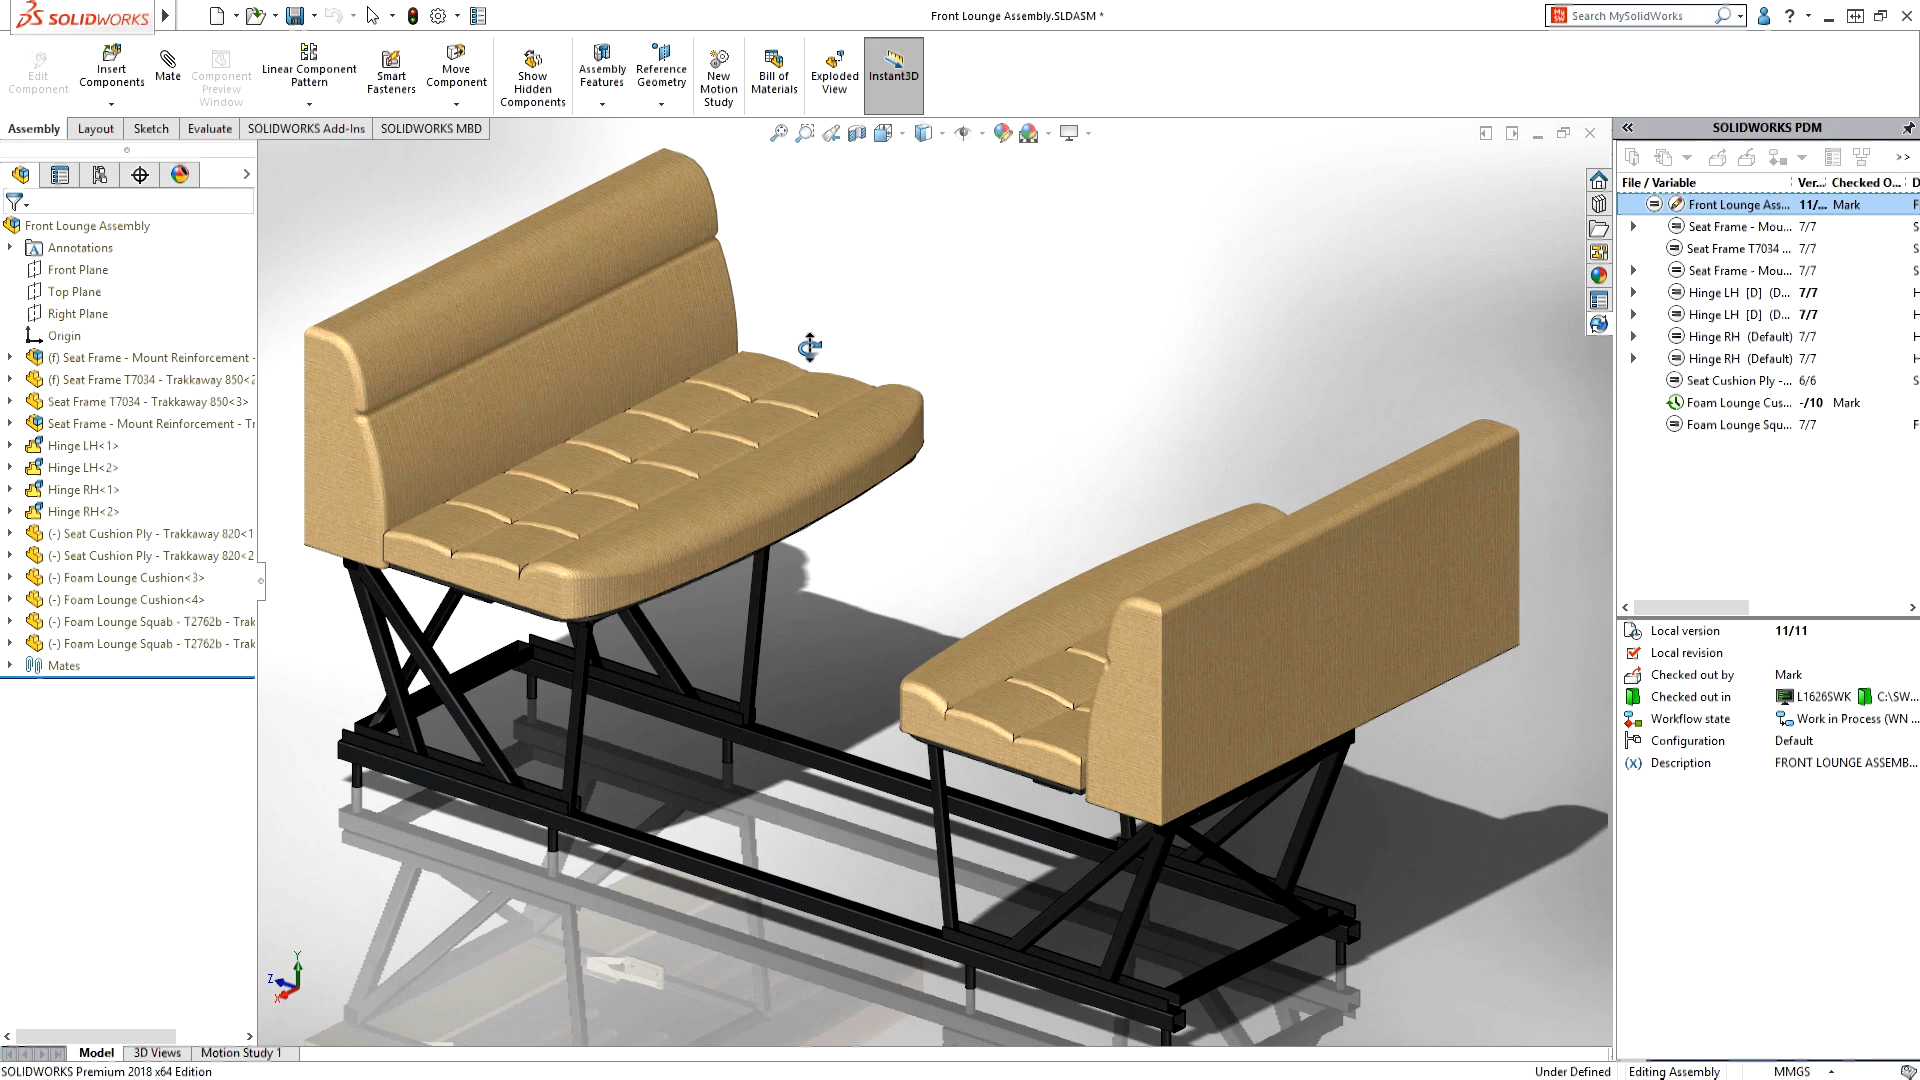 SOLIDWORKS
Front Lounge Assembly.SLDASM *
Search MySolidWorks
Edit
Component
Insert
Components
Mate
Component
Preview
Window
Linear Component
Pattern
Smart
Fasteners
Move
Component
Show
Hidden
Components
Assembly
Features
Reference
Geometry
New
Motion
Study
Bill of
Materials
Exploded
View
Instant3D
Assembly
Layout
Sketch
Evaluate
SOLIDWORKS Add-Ins
SOLIDWORKS MBD
Front Lounge Assembly
Annotations
Front Plane
Top Plane
Right Plane
Origin
(f) Seat Frame - Mount Reinforcement -
(f) Seat Frame T7034 - Trakkaway 850<2
Seat Frame T7034 - Trakkaway 850<3>
Seat Frame - Mount Reinforcement - Tr
Hinge LH<1>
Hinge LH<2>
Hinge RH<1>
Hinge RH<2>
(-) Seat Cushion Ply - Trakkaway 820<1
(-) Seat Cushion Ply - Trakkaway 820<2
(-) Foam Lounge Cushion<3>
(-) Foam Lounge Cushion<4>
(-) Foam Lounge Squab - T2762b - Trak
(-) Foam Lounge Squab - T2762b - Trak
Mates
Y
Z
X
SOLIDWORKS PDM
File / Variable Ver... Checked O... D
Front Lounge Ass... 11/... Mark F
Seat Frame - Mou... 7/7 S
Seat Frame T7034 ... 7/7 S
Seat Frame - Mou... 7/7 S
Hinge LH [D] (D... 7/7 H
Hinge LH [D] (D... 7/7 H
Hinge RH (Default) 7/7 H
Hinge RH (Default) 7/7 H
Seat Cushion Ply -... 6/6 S
Foam Lounge Cus... -/10 Mark
Foam Lounge Squ... 7/7 F
Local version 11/11
Local revision
Checked out by Mark
Checked out in L1626SWK C:\SW...
Workflow state Work in Process (WN ...
Configuration Default
Description FRONT LOUNGE ASSEMB...
Model
3D Views
Motion Study 1
SOLIDWORKS Premium 2018 x64 Edition
Under Defined
Editing Assembly
MMGS